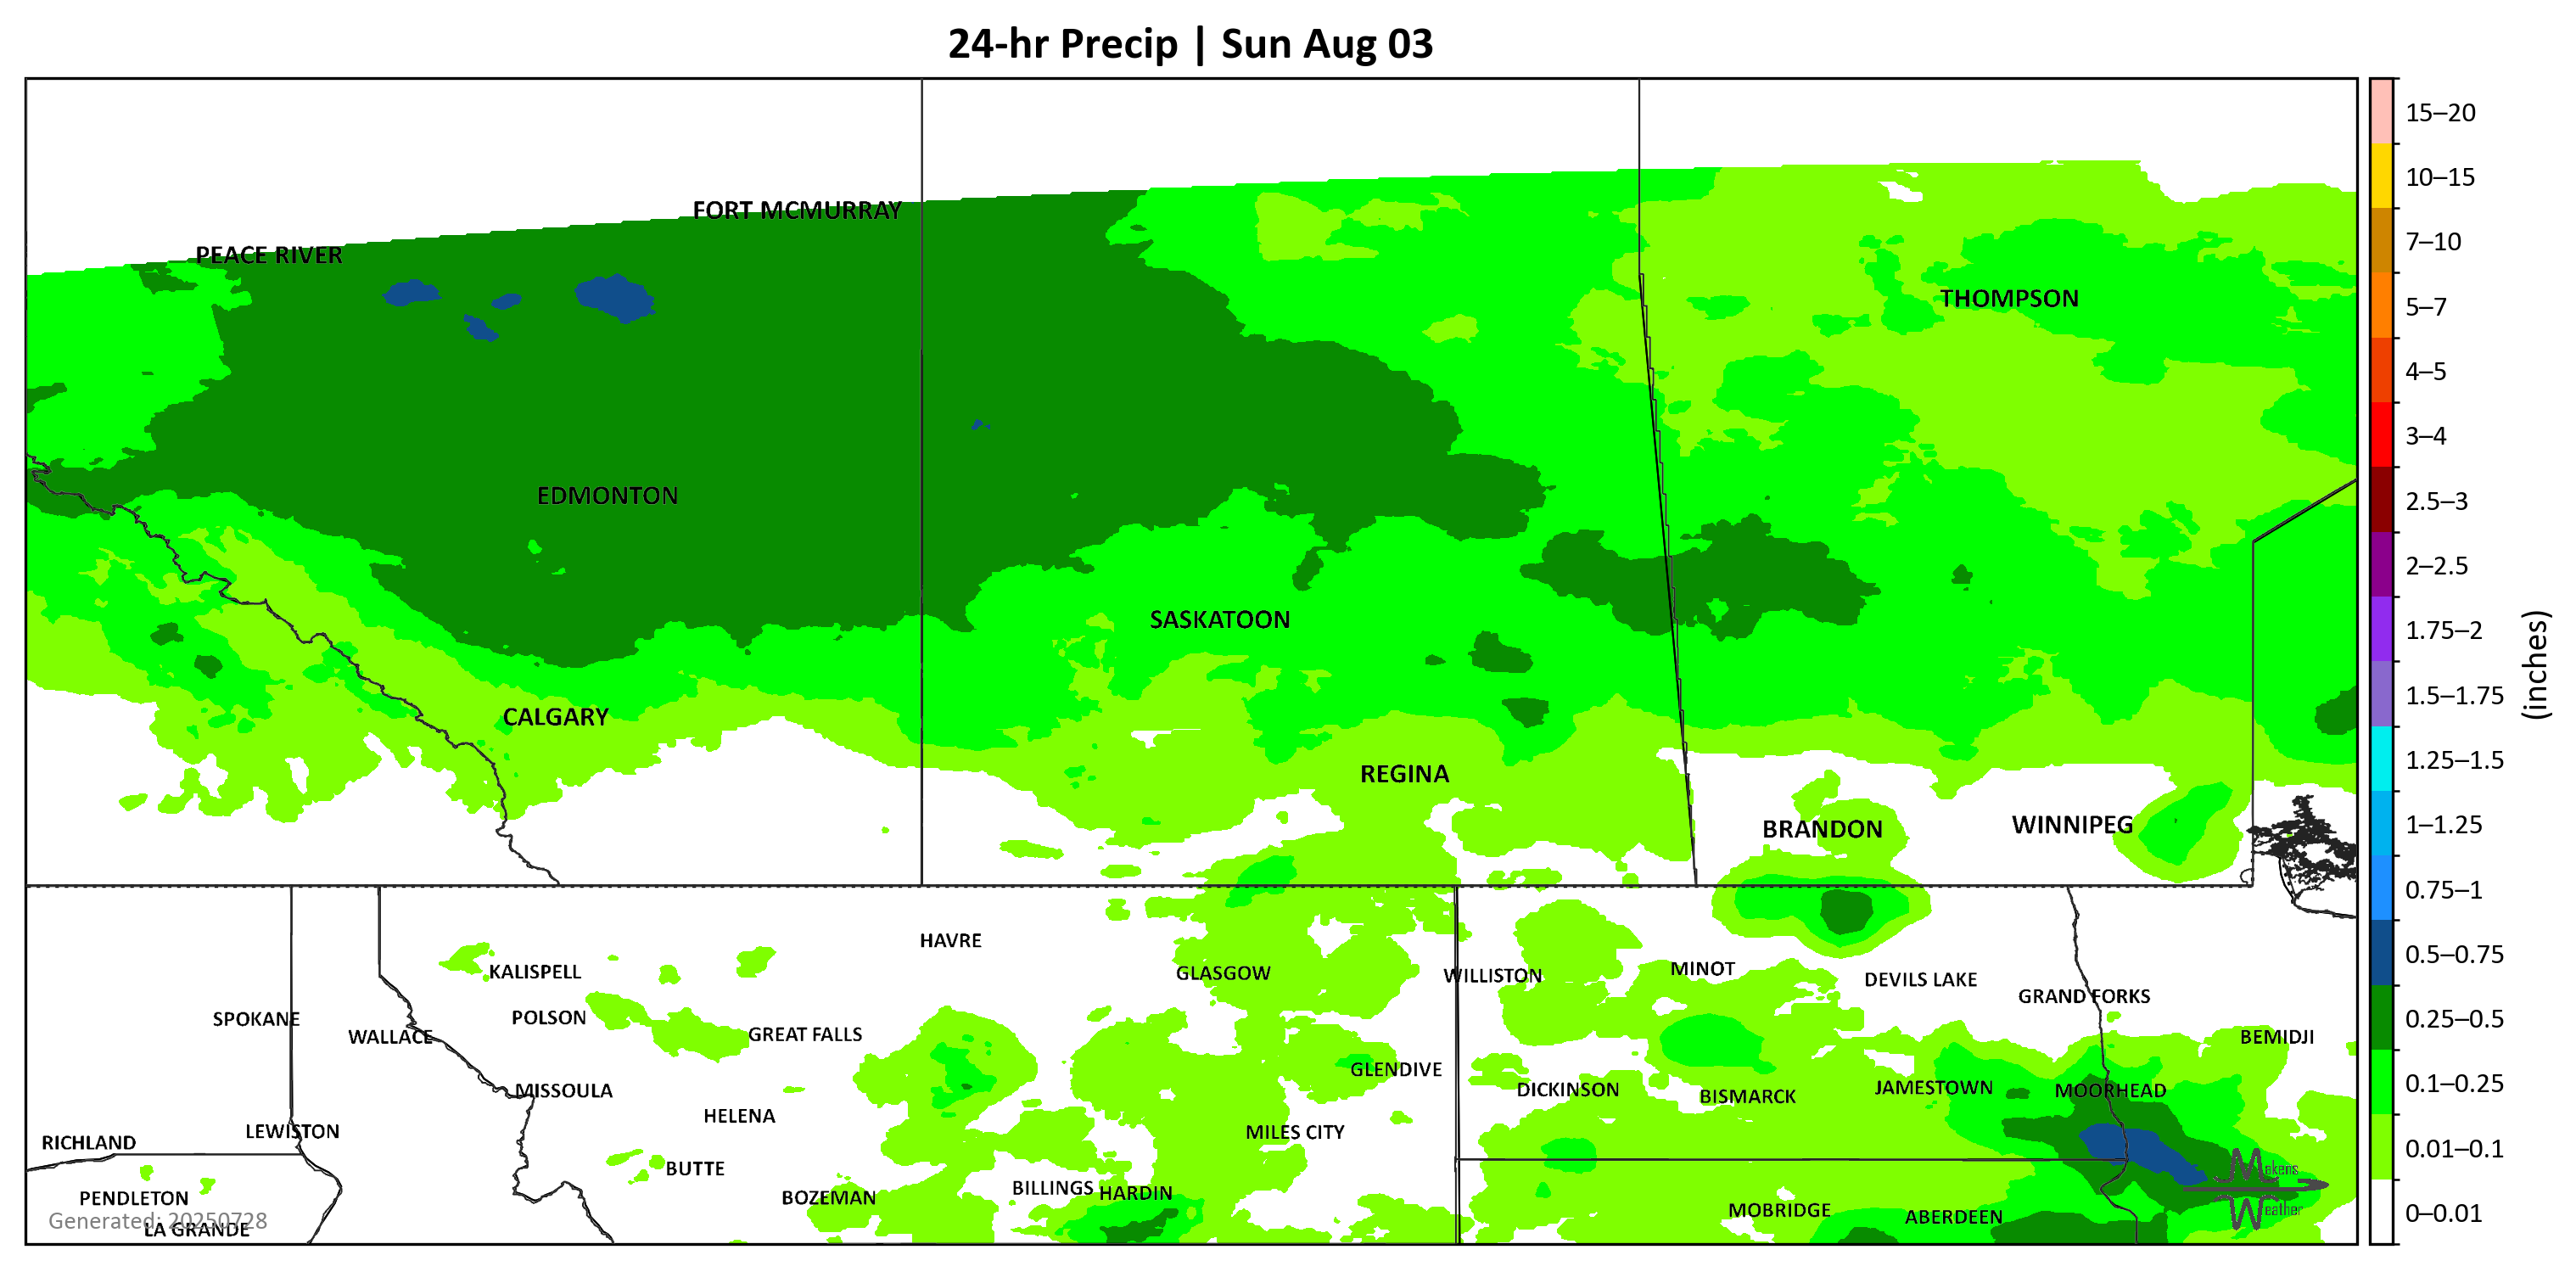 24-hr Precip | Sun Aug 03
FORT MCMURRAY
PEACE RIVER
THOMPSON
EDMONTON
SASKATOON
CALGARY
REGINA
BRANDON
WINNIPEG
HAVRE
KALISPELL
GLASGOW
WILLISTON
MINOT
DEVILS LAKE
GRAND FORKS
SPOKANE
POLSON
WALLACE
GREAT FALLS
BEMIDJI
GLENDIVE
MISSOULA
DICKINSON
BISMARCK
JAMESTOWN
MOORHEAD
HELENA
LEWISTON
MILES CITY
RICHLAND
BUTTE
PENDLETON
BOZEMAN
BILLINGS
HARDIN
MOBRIDGE
ABERDEEN
Generated: 20250728
LA GRANDE
Makens
Weather
15–20
10–15
7–10
5–7
4–5
3–4
2.5–3
2–2.5
1.75–2
1.5–1.75
1.25–1.5
1–1.25
0.75–1
0.5–0.75
0.25–0.5
0.1–0.25
0.01–0.1
0–0.01
(inches)